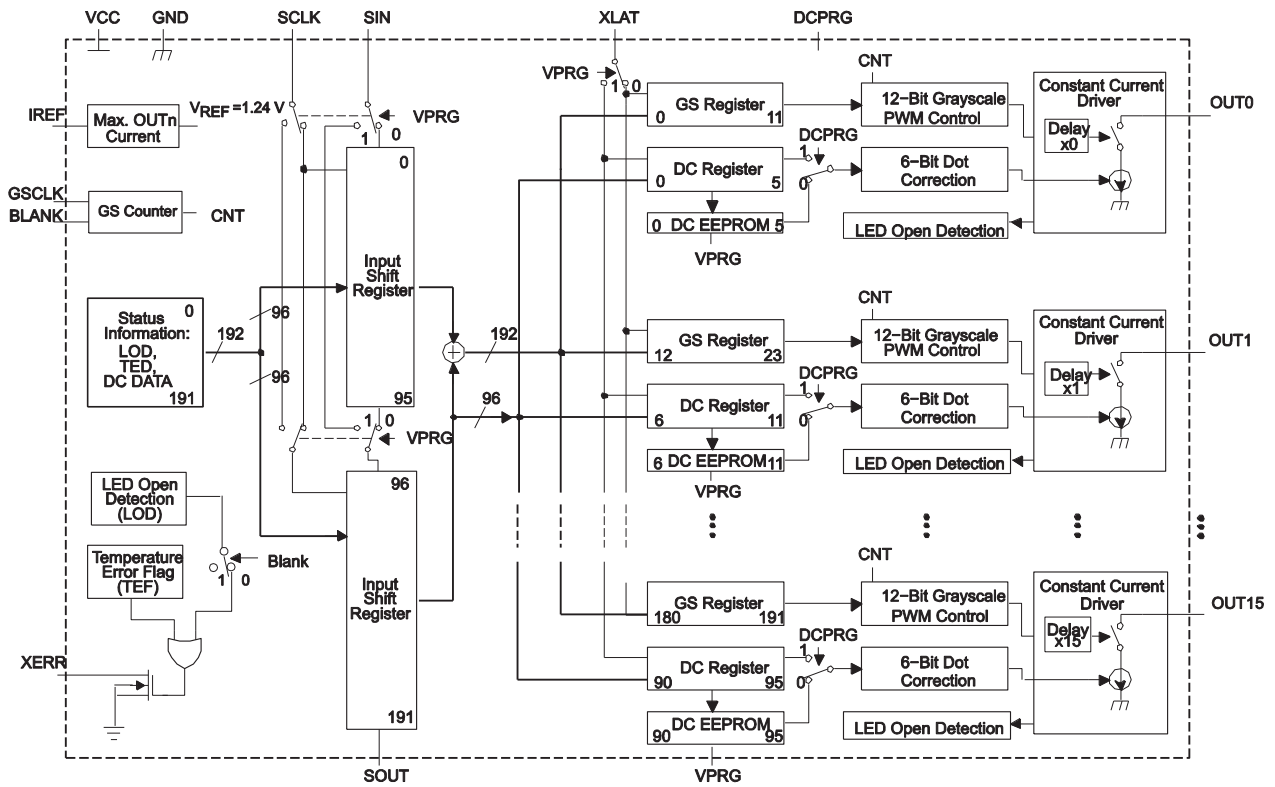 VCC GND SCLK SIN XLAT DCPRG
IREF
Max. OUTn
Current
VREF =1.24 V
VPRG
1 0
GSCLK
BLANK
GS Counter
CNT
0
Status
Information:
LOD,
TED,
DC DATA
191
192
96
96
0
Input
Shift
Register
95
1 0
VPRG
96
Input
Shift
Register
191
SOUT
192
96
LED Open
Detection
(LOD)
Temperature
Error Flag
(TEF)
Blank
1 0
XERR
VPRG
1 0
GS Register
0 11
DC Register
0 5
0 DC EEPROM 5
VPRG
DCPRG
1
0
CNT
12−Bit Grayscale
PWM Control
6−Bit Dot
Correction
LED Open Detection
Constant Current
Driver
Delay
x0
OUT0
GS Register
12 23
DC Register
6 11
6 DC EEPROM 11
VPRG
DCPRG
1
0
CNT
12−Bit Grayscale
PWM Control
6−Bit Dot
Correction
LED Open Detection
Constant Current
Driver
Delay
x1
OUT1
GS Register
180 191
DC Register
90 95
DC EEPROM
90 95
VPRG
DCPRG
1
0
CNT
12−Bit Grayscale
PWM Control
6−Bit Dot
Correction
LED Open Detection
Constant Current
Driver
Delay
x15
OUT15